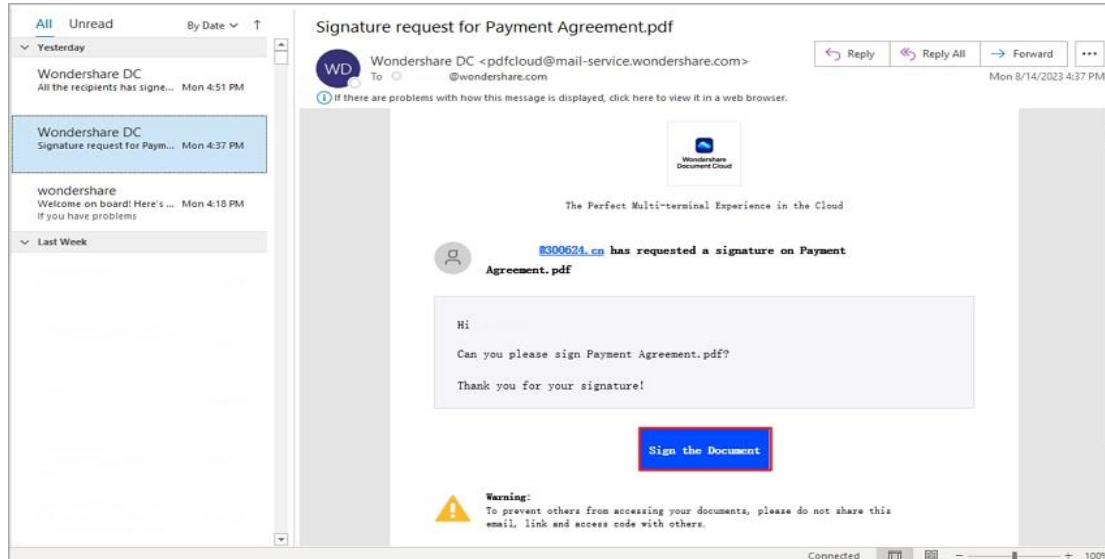 All Unread By Date
Yesterday
Wondershare DC
All the recipients has signe... Mon 4:51 PM
Wondershare DC
Signature request for Paym... Mon 4:37 PM
wondershare
Welcome on board! Here's ... Mon 4:18 PM
If you have problems
Last Week
Signature request for Payment Agreement.pdf
WD
Wondershare DC <pdfcloud@mail-service.wondershare.com>
To @wondershare.com
Reply Reply All Forward ...
Mon 8/14/2023 4:37 PM
If there are problems with how this message is displayed, click here to view it in a web browser.
Wondershare
Document Cloud
The Perfect Multi-terminal Experience in the Cloud
@300624.cn has requested a signature on Payment
Agreement.pdf
Hi
Can you please sign Payment Agreement.pdf?
Thank you for your signature!
Sign the Document
Warning:
To prevent others from accessing your documents, please do not share this
email, link and access code with others.
Connected